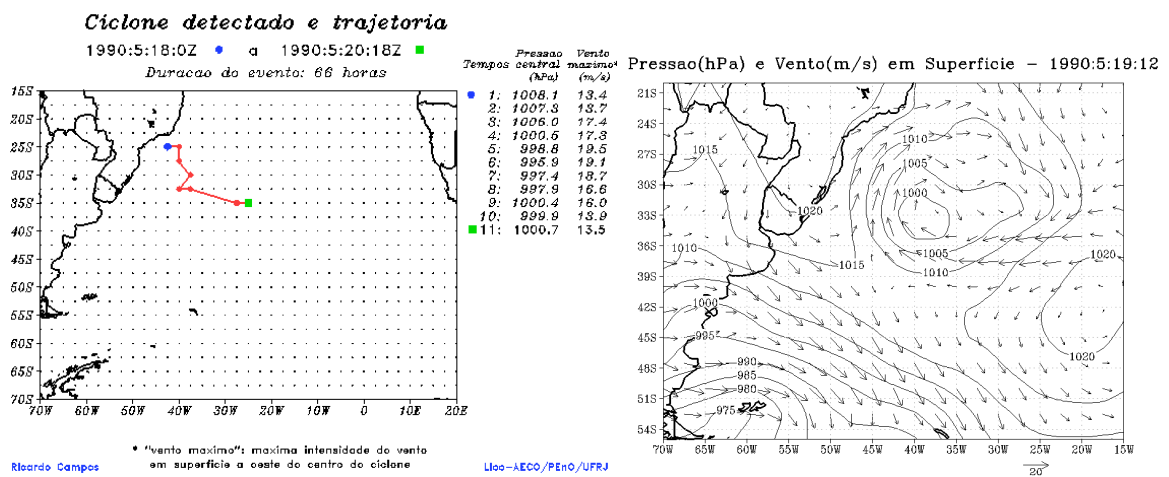 Ciclone detectado e trajetoria
1990:5:18:0Z a 1990:5:20:18Z
Duracao do evento: 66 horas
15S
20S
25S
30S
35S
40S
45S
50S
55S
60S
65S
70S
70W 60W 50W 40W 30W 20W 10W 0 10E 20E
Tempos Pressao central (hPa) Vento maximo* (m/s)
1: 1008.1 13.4
2: 1007.3 13.7
3: 1006.0 17.4
4: 1000.5 17.3
5: 998.8 19.5
6: 995.9 19.1
7: 997.4 18.7
8: 997.9 16.6
9: 1000.4 16.0
10: 999.9 13.9
11: 1000.7 13.5
* "vento maximo": maxima intensidade do vento
em superficie a oeste do centro do ciclone
Ricardo Campos
Lioc-AECO/PEnO/UFRJ
Pressao(hPa) e Vento(m/s) em Superficie - 1990:5:19:12
21S
24S
27S
30S
33S
36S
39S
42S
45S
48S
51S
54S
1010
1015
1005
1000
1020
1005
1010
1015
1010
1020
1000
995
990
985
980
975
1020
70W 65W 60W 55W 50W 45W 40W 35W 30W 25W 20W 15W
20